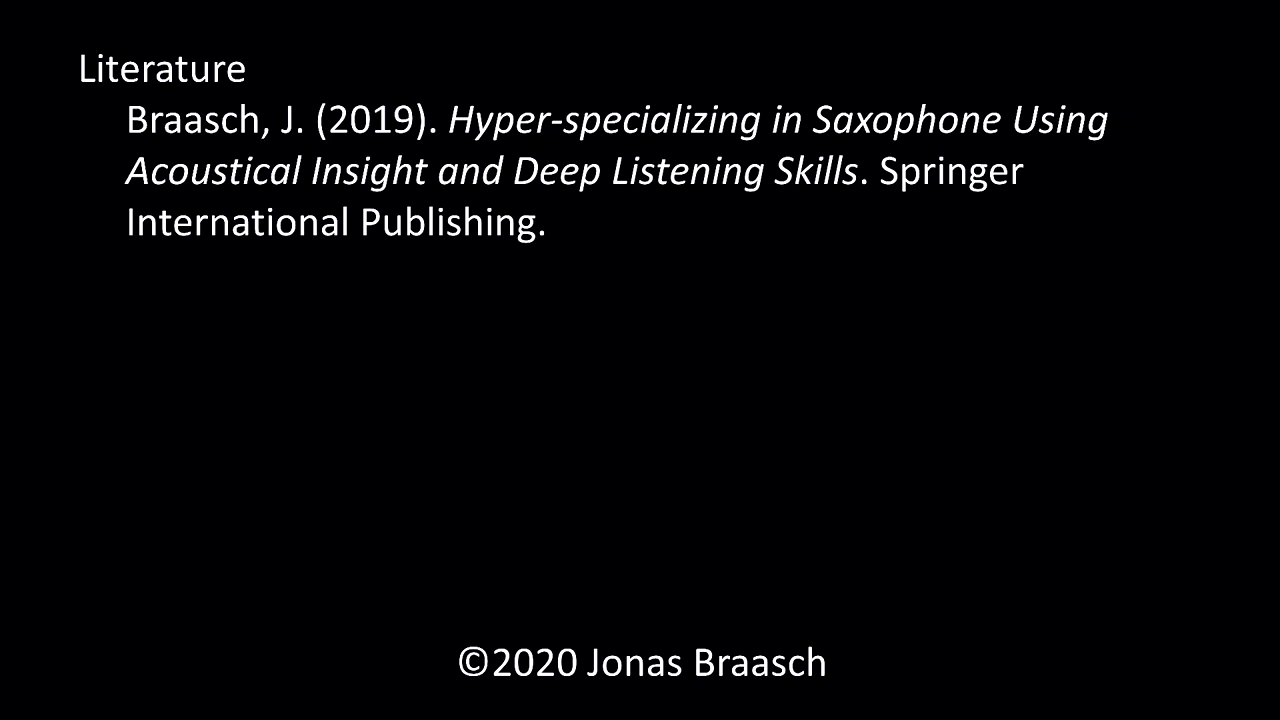 Literature
Braasch, J. (2019). Hyper-specializing in Saxophone Using
Acoustical Insight and Deep Listening Skills. Springer
International Publishing.
©2020 Jonas Braasch